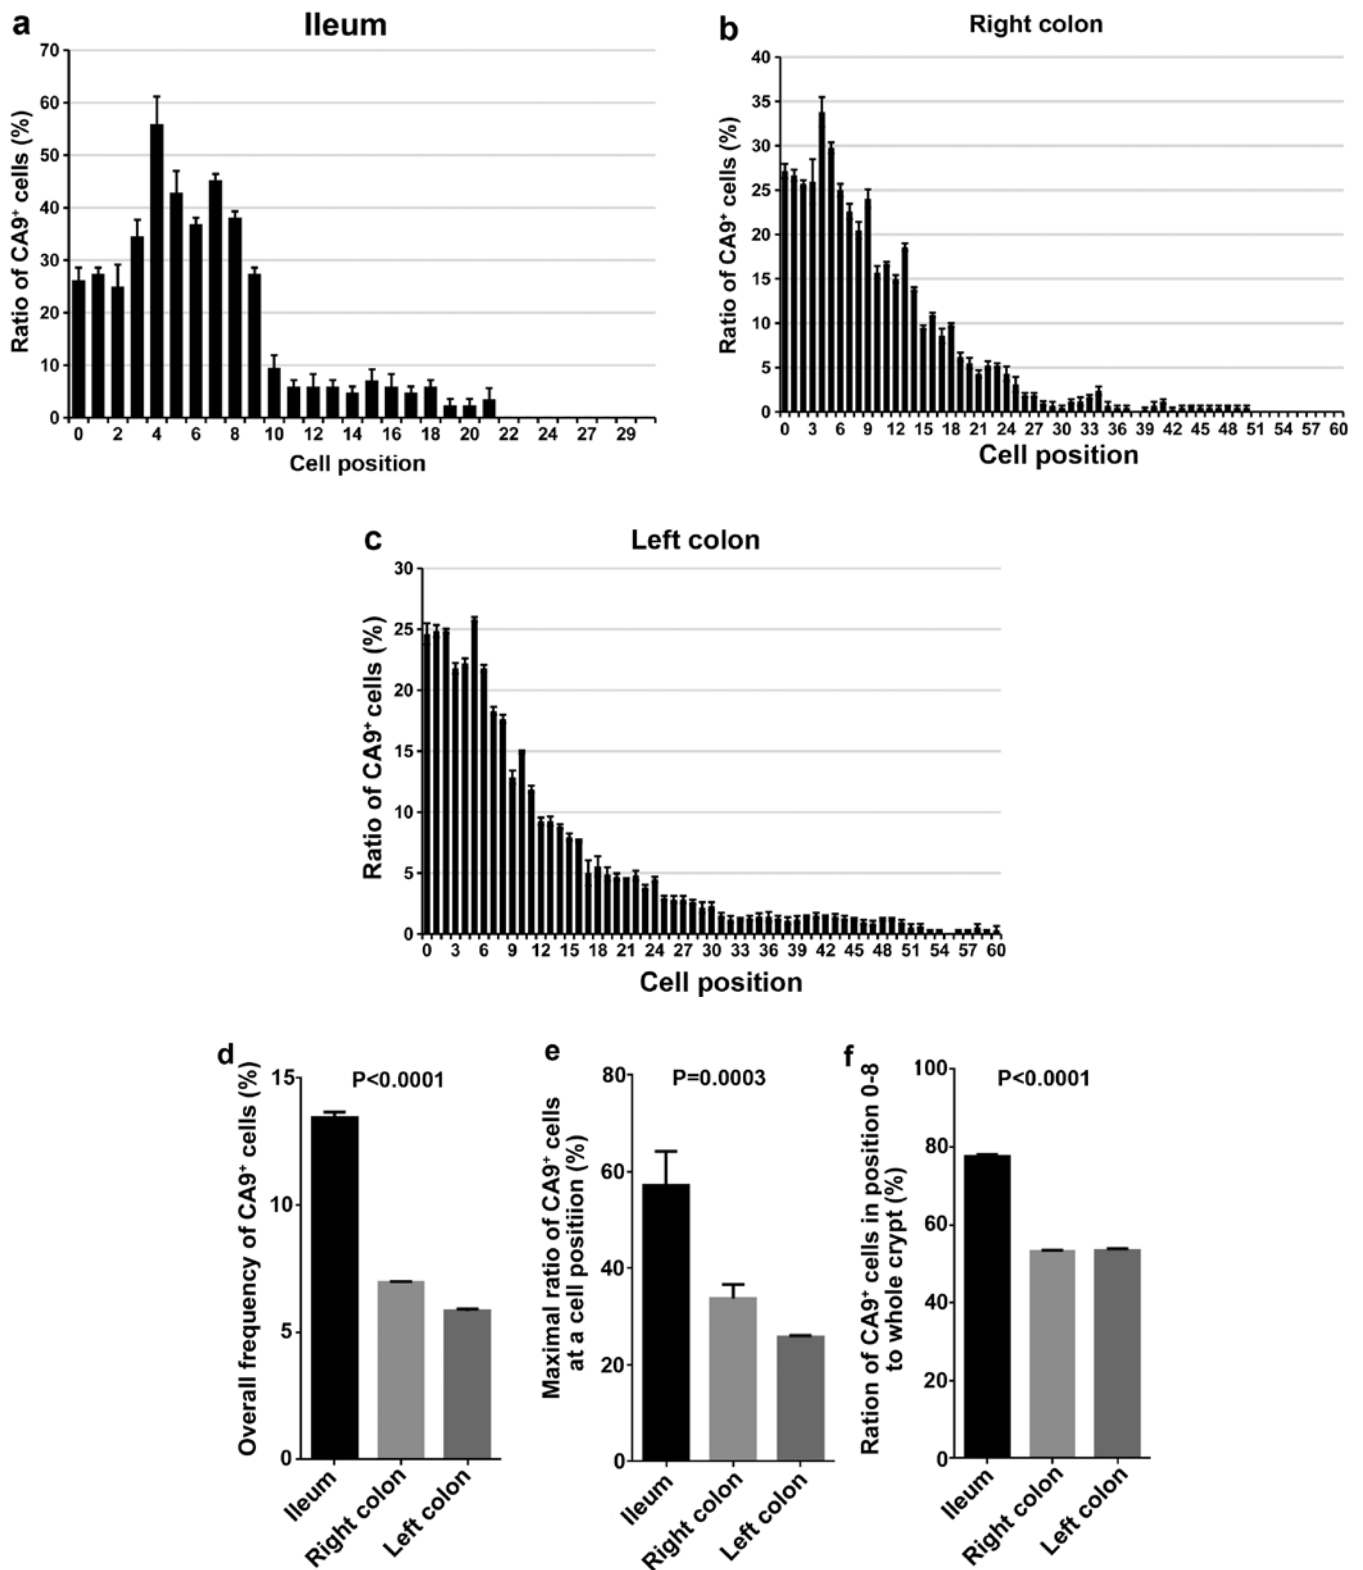 a
Ileum
70
60
50
40
30
20
10
0
Ratio of CA9⁺ cells (%)
0 2 4 6 8 10 12 14 16 18 20 22 24 27 29
Cell position
b
Right colon
40
35
30
25
20
15
10
5
0
Ratio of CA9⁺ cells (%)
0 3 6 9 12 15 18 21 24 27 30 33 36 39 42 45 48 51 54 57 60
Cell position
c
Left colon
30
25
20
15
10
5
0
Ratio of CA9⁺ cells (%)
0 3 6 9 12 15 18 21 24 27 30 33 36 39 42 45 48 51 54 57 60
Cell position
d
P<0.0001
15
10
5
0
Overall frequency of CA9⁺ cells (%)
Ileum
Right colon
Left colon
e
P=0.0003
80
60
40
20
0
Maximal ratio of CA9⁺ cells
at a cell positiion (%)
Ileum
Right colon
Left colon
f
P<0.0001
100
80
60
40
20
0
Ration of CA9⁺ cells in position 0-8
to whole crypt (%)
Ileum
Right colon
Left colon